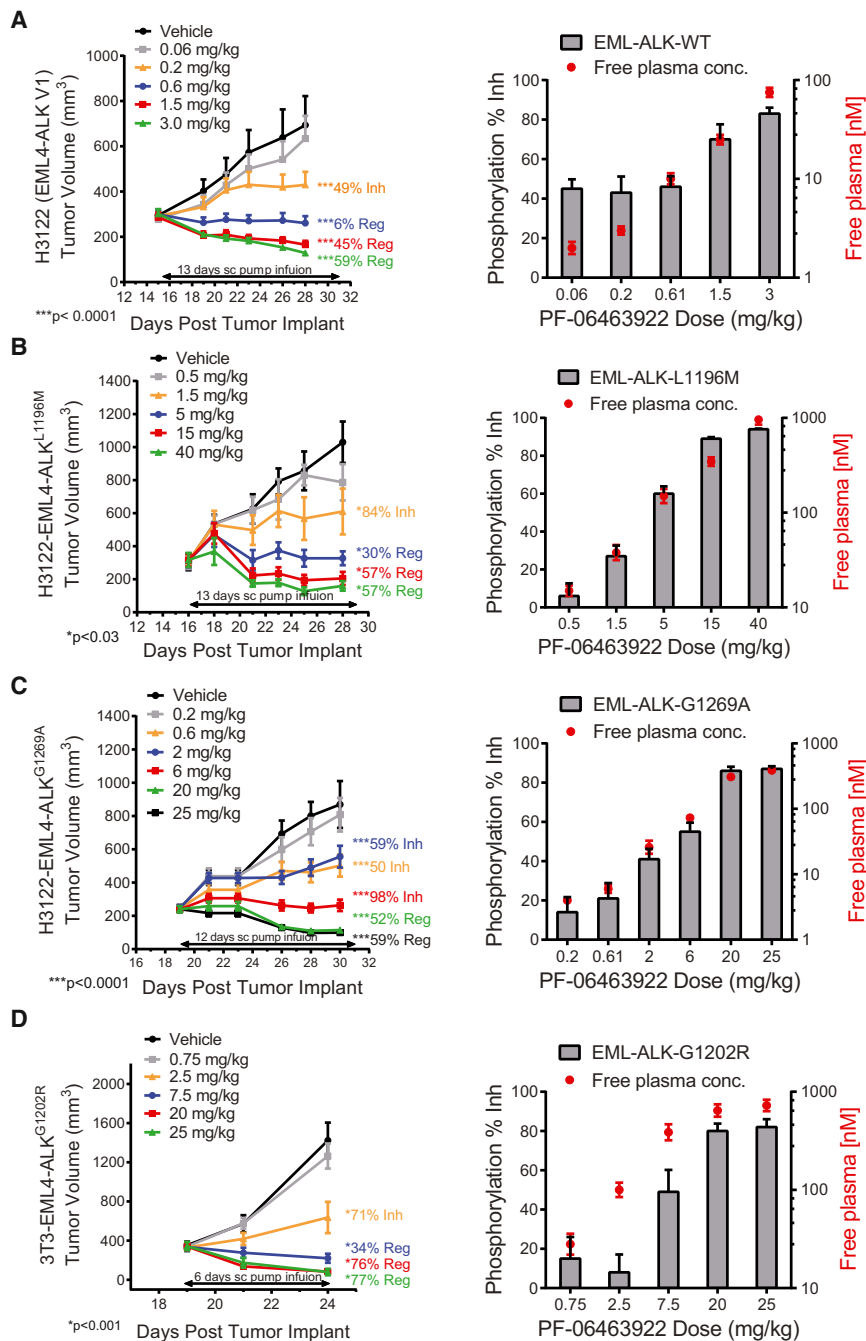 A
Vehicle
0.06 mg/kg
0.2 mg/kg
0.6 mg/kg
1.5 mg/kg
3.0 mg/kg
H3122 (EML4-ALK V1)
Tumor Volume (mm3)
1000
800
600
400
200
0
***49% Inh
***6% Reg
***45% Reg
***59% Reg
13 days sc pump infuion
12 14 16 18 20 22 24 26 28 30 32
***p< 0.0001
Days Post Tumor Implant
EML-ALK-WT
Free plasma conc.
Phosphorylation % Inh
100
80
60
40
20
0
100
10
1
Free plasma [nM]
0.06 0.2 0.61 1.5 3
PF-06463922 Dose (mg/kg)
B
Vehicle
0.5 mg/kg
1.5 mg/kg
5 mg/kg
15 mg/kg
40 mg/kg
H3122-EML4-ALKL1196M
Tumor Volume (mm3)
1400
1200
1000
800
600
400
200
0
*84% Inh
*30% Reg
*57% Reg
*57% Reg
13 days sc pump infuion
12 14 16 18 20 22 24 26 28 30
*p<0.03
Days Post Tumor Implant
EML-ALK-L1196M
Free plasma conc.
Phosphorylation % Inh
100
80
60
40
20
0
1000
100
10
Free plasma [nM]
0.5 1.5 5 15 40
PF-06463922 Dose (mg/kg)
C
Vehicle
0.2 mg/kg
0.6 mg/kg
2 mg/kg
6 mg/kg
20 mg/kg
25 mg/kg
H3122-EML4-ALKG1269A
Tumor Volume (mm3)
1400
1200
1000
800
600
400
200
0
***59% Inh
***50 Inh
***98% Inh
***52% Reg
***59% Reg
12 days sc pump infuion
14 16 18 20 22 24 26 28 30 32
***p<0.0001
Days Post Tumor Implant
EML-ALK-G1269A
Free plasma conc.
Phosphorylation % Inh
100
80
60
40
20
0
1000
100
10
1
Free plasma [nM]
0.2 0.61 2 6 20 25
PF-06463922 Dose (mg/kg)
D
Vehicle
0.75 mg/kg
2.5 mg/kg
7.5 mg/kg
20 mg/kg
25 mg/kg
3T3-EML4-ALKG1202R
Tumor Volume (mm3)
2000
1600
1200
800
400
0
*71% Inh
*34% Reg
*76% Reg
*77% Reg
6 days sc pump infuion
18 20 22 24
*p<0.001
Days Post Tumor Implant
EML-ALK-G1202R
Free plasma conc.
Phosphorylation % Inh
100
80
60
40
20
0
1000
100
10
Free plasma [nM]
0.75 2.5 7.5 20 25
PF-06463922 Dose (mg/kg)